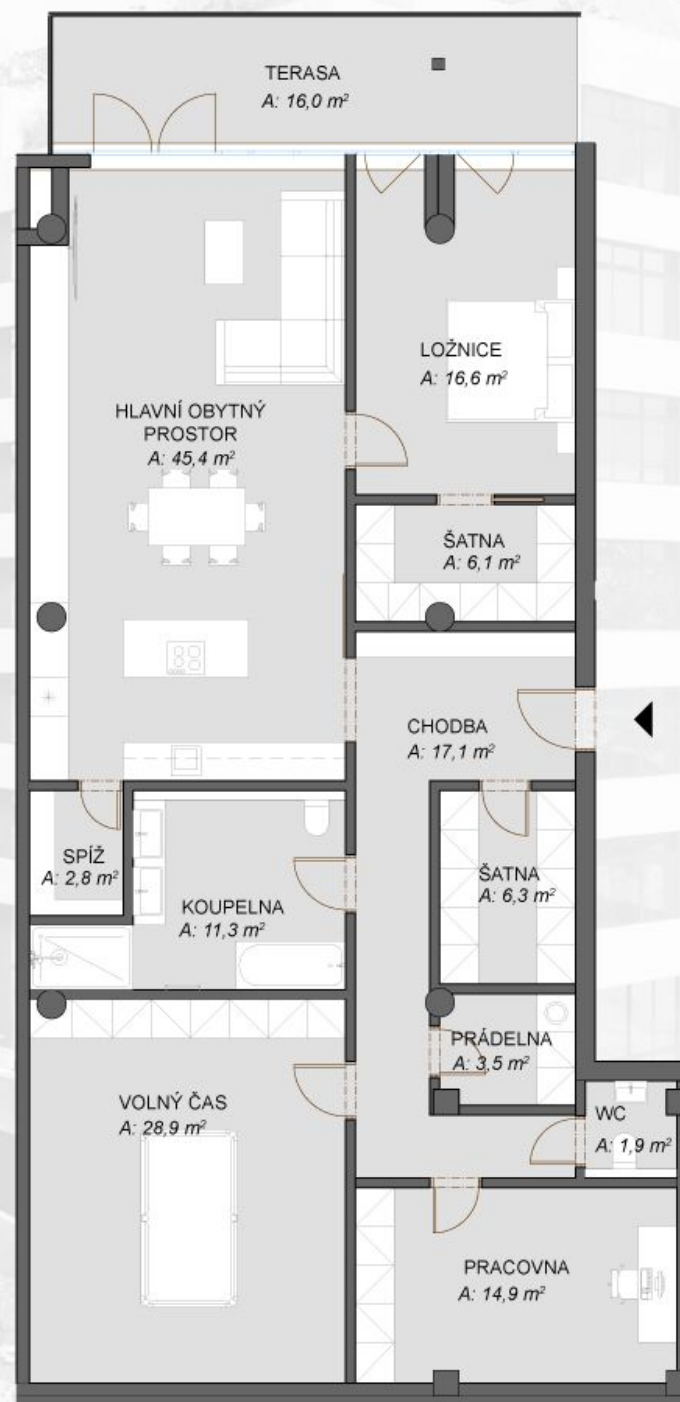 TERASA
A: 16,0 m²
LOŽNICE
A: 16,6 m²
HLAVNÍ OBYTNÝ
PROSTOR
A: 45,4 m²
ŠATNA
A: 6,1 m²
CHODBA
A: 17,1 m²
SPÍŽ
A: 2,8 m²
KOUPELNA
A: 11,3 m²
ŠATNA
A: 6,3 m²
PRÁDELNA
A: 3,5 m²
VOLNÝ ČAS
A: 28,9 m²
WC
A: 1,9 m²
PRACOVNA
A: 14,9 m²